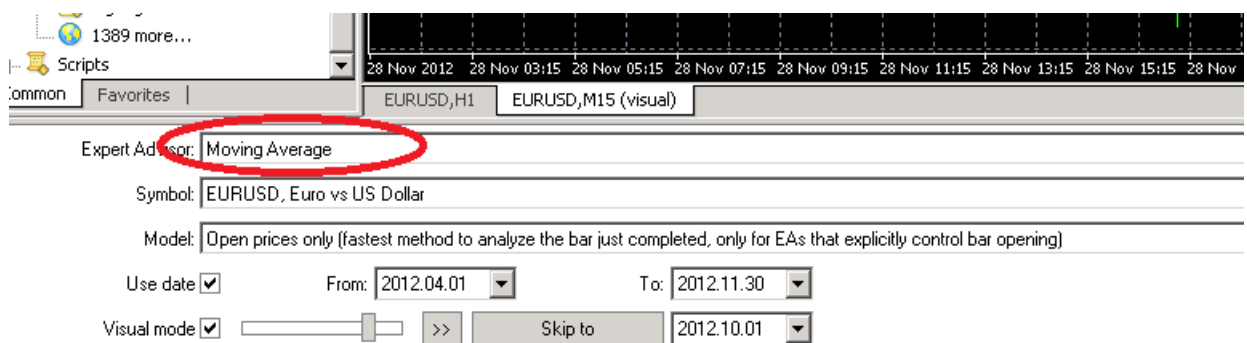 1389 more...
Scripts
28 Nov 2012 28 Nov 03:15 28 Nov 05:15 28 Nov 07:15 28 Nov 09:15 28 Nov 11:15 28 Nov 13:15 28 Nov 15:15 28 Nov
Common Favorites |
EURUSD,H1 EURUSD,M15 (visual)
Expert Advisor: Moving Average
Symbol: EURUSD, Euro vs US Dollar
Model: Open prices only (fastest method to analyze the bar just completed, only for EAs that explicitly control bar opening)
Use date From: 2012.04.01 To: 2012.11.30
Visual mode >> Skip to 2012.10.01